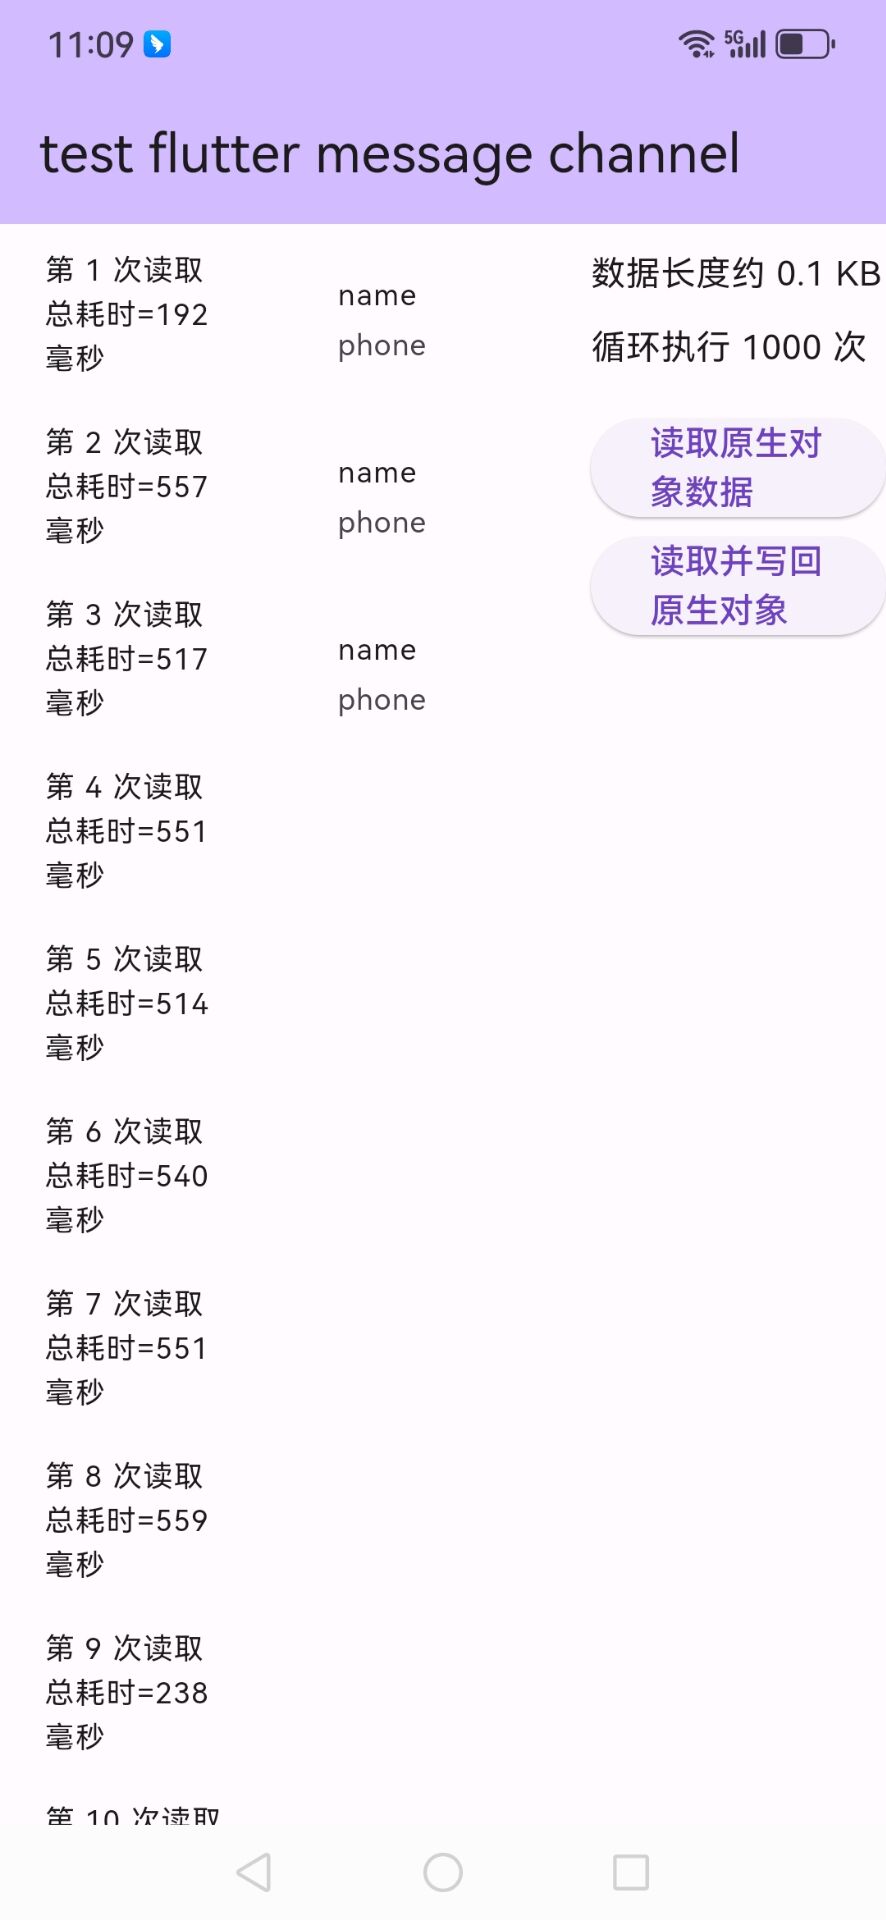 11:09
5G
test flutter message channel
第 1 次读取
总耗时=192
毫秒
第 2 次读取
总耗时=557
毫秒
第 3 次读取
总耗时=517
毫秒
第 4 次读取
总耗时=551
毫秒
第 5 次读取
总耗时=514
毫秒
第 6 次读取
总耗时=540
毫秒
第 7 次读取
总耗时=551
毫秒
第 8 次读取
总耗时=559
毫秒
第 9 次读取
总耗时=238
毫秒
第 10 次读取
name
phone
name
phone
name
phone
数据长度约 0.1 KB
循环执行 1000 次
读取原生对
象数据
读取并写回
原生对象